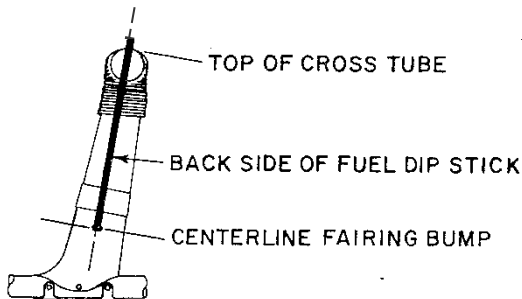 TOP OF CROSS TUBE
BACK SIDE OF FUEL DIP STICK
CENTERLINE FAIRING BUMP